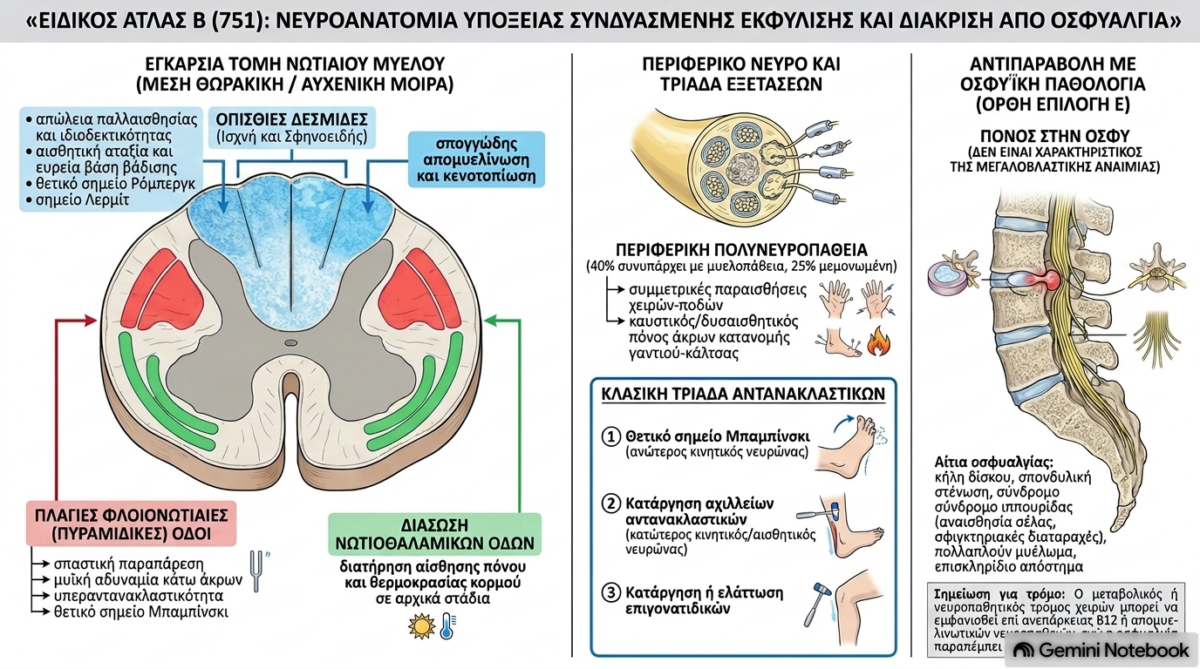 «ΕΙΔΙΚΟΣ ΑΤΛΑΣ Β (751): ΝΕΥΡΟΑΝΑΤΟΜΙΑ ΥΠΟΞΕΙΑΣ ΣΥΝΔΥΑΣΜΕΝΗΣ ΕΚΦΥΛΙΣΗΣ ΚΑΙ ΔΙΑΚΡΙΣΗ ΑΠΟ ΟΣΦΥΑΛΓΙΑ»
ΕΓΚΑΡΣΙΑ ΤΟΜΗ ΝΩΤΙΑΙΟΥ ΜΥΕΛΟΥ
(ΜΕΣΗ ΘΩΡΑΚΙΚΗ / ΑΥΧΕΝΙΚΗ ΜΟΙΡΑ)
• απώλεια παλλαισθησίας
και ιδιοδεκτικότητας
• αισθητική αταξία και
ευρεία βάση βάδισης
• θετικό σημείο Ρόμπεργκ
• σημείο Λερμίτ
ΟΠΙΣΘΙΕΣ ΔΕΣΜΙΔΕΣ
(Ισχνή και Σφηνοειδής)
σπογγώδης
απομυελίνωση
και κενοτοπίωση
ΠΛΑΓΙΕΣ ΦΛΟΙΟΝΩΤΙΑΙΕΣ
(ΠΥΡΑΜΙΔΙΚΕΣ) ΟΔΟΙ
σπαστική παραπάρεση
μυϊκή αδυναμία κάτω άκρων
υπεραντανακλαστικότητα
θετικό σημείο Μπαμπίνσκι
ΔΙΑΣΩΣΗ
ΝΩΤΙΟΘΑΛΑΜΙΚΩΝ ΟΔΩΝ
διατήρηση αίσθησης πόνου
και θερμοκρασίας κορμού
σε αρχικά στάδια
ΠΕΡΙΦΕΡΙΚΟ ΝΕΥΡΟ ΚΑΙ
ΤΡΙΑΔΑ ΕΞΕΤΑΣΕΩΝ
ΠΕΡΙΦΕΡΙΚΗ ΠΟΛΥΝΕΥΡΟΠΑΘΕΙΑ
(40% συνυπάρχει με μυελοπάθεια, 25% μεμονωμένη)
συμμετρικές παραισθήσεις
χειρών-ποδών
καυστικός/δυσαισθητικός
πόνος άκρων κατανομής
γαντιού-κάλτσας
ΚΛΑΣΙΚΗ ΤΡΙΑΔΑ ΑΝΤΑΝΑΚΛΑΣΤΙΚΩΝ
1 Θετικό σημείο Μπαμπίνσκι
(ανώτερος κινητικός νευρώνας)
2 Κατάργηση αχιλλείων
αντανακλαστικών
(κατώτερος κινητικός/αισθητικός
νευρώνας)
3 Κατάργηση ή ελάττωση
επιγονατιδικών
ΑΝΤΙΠΑΡΑΒΟΛΗ ΜΕ
ΟΣΦΥΪΚΗ ΠΑΘΟΛΟΓΙΑ
(ΟΡΘΗ ΕΠΙΛΟΓΗ Ε)
ΠΟΝΟΣ ΣΤΗΝ ΟΣΦΥ
(ΔΕΝ ΕΙΝΑΙ ΧΑΡΑΚΤΗΡΙΣΤΙΚΟΣ
ΤΗΣ ΜΕΓΑΛΟΒΛΑΣΤΙΚΗΣ ΑΝΑΙΜΙΑΣ)
Αίτια οσφυαλγίας:
κήλη δίσκου, σπονδυλική
στένωση, σύνδρομο
σύνδρομο ιππουρίδας
(αναισθησία σέλας,
σφιγκτηριακές διαταραχές),
πολλαπλούν μυέλωμα,
επισκληρίδιο απόστημα
Σημείωση για τρόμο: Ο μεταβολικός ή
νευροπαθητικός τρόμος χειρών μπορεί να
εμφανισθεί επί ανεπάρκειας Β12 ή απομυε-
λινωτικών
παραπέμπει
Gemini Notebook